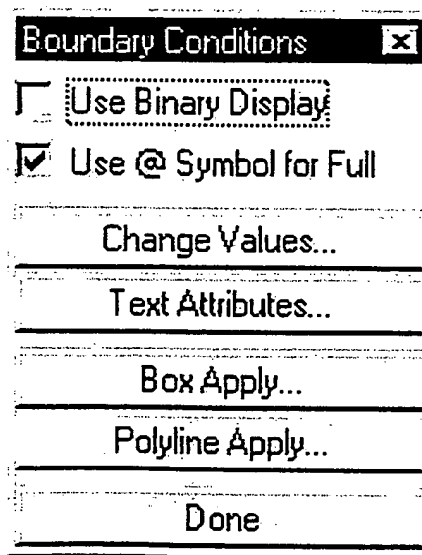 Boundary Conditions
Use Binary Display
Use @ Symbol for Full
Change Values...
Text Attributes...
Box Apply...
Polyline Apply...
Done